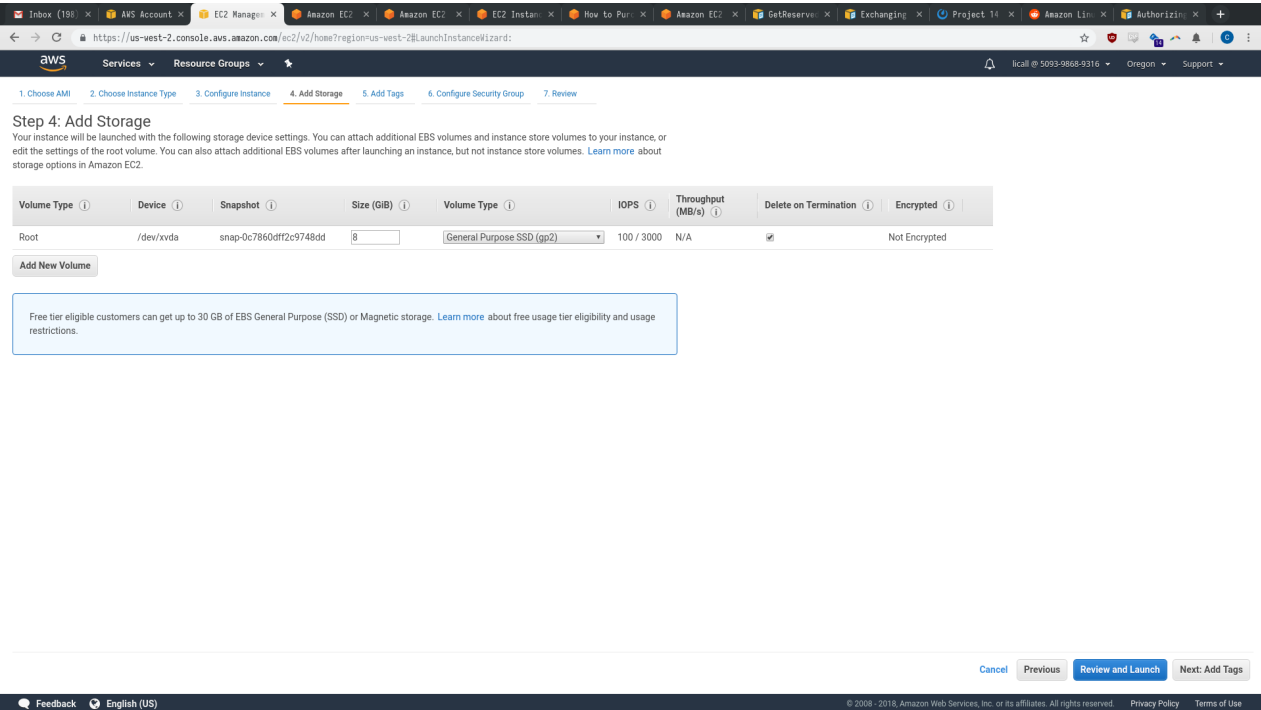 Inbox (198)
AWS Account
EC2 Managem
Amazon EC2
Amazon EC2
EC2 Instanc
How to Purc
Amazon EC2
GetReserved
Exchanging
Project 14
Amazon Linu
Authorizing
https://us-west-2.console.aws.amazon.com/ec2/v2/home?region=us-west-2#LaunchInstanceWizard:
14
C
aws
Services
Resource Groups
licall @ 5093-9868-9316
Oregon
Support
1. Choose AMI
2. Choose Instance Type
3. Configure Instance
4. Add Storage
5. Add Tags
6. Configure Security Group
7. Review
Step 4: Add Storage
Your instance will be launched with the following storage device settings. You can attach additional EBS volumes and instance store volumes to your instance, or
edit the settings of the root volume. You can also attach additional EBS volumes after launching an instance, but not instance store volumes. Learn more about
storage options in Amazon EC2.
Volume Type
Device
Snapshot
Size (GiB)
Volume Type
IOPS
Throughput
(MB/s)
Delete on Termination
Encrypted
Root
/dev/xvda
snap-0c7860dff2c9748dd
8
General Purpose SSD (gp2)
100 / 3000
N/A
Not Encrypted
Add New Volume
Free tier eligible customers can get up to 30 GB of EBS General Purpose (SSD) or Magnetic storage. Learn more about free usage tier eligibility and usage
restrictions.
Cancel
Previous
Review and Launch
Next: Add Tags
Feedback
English (US)
© 2008 - 2018, Amazon Web Services, Inc. or its affiliates. All rights reserved.
Privacy Policy
Terms of Use